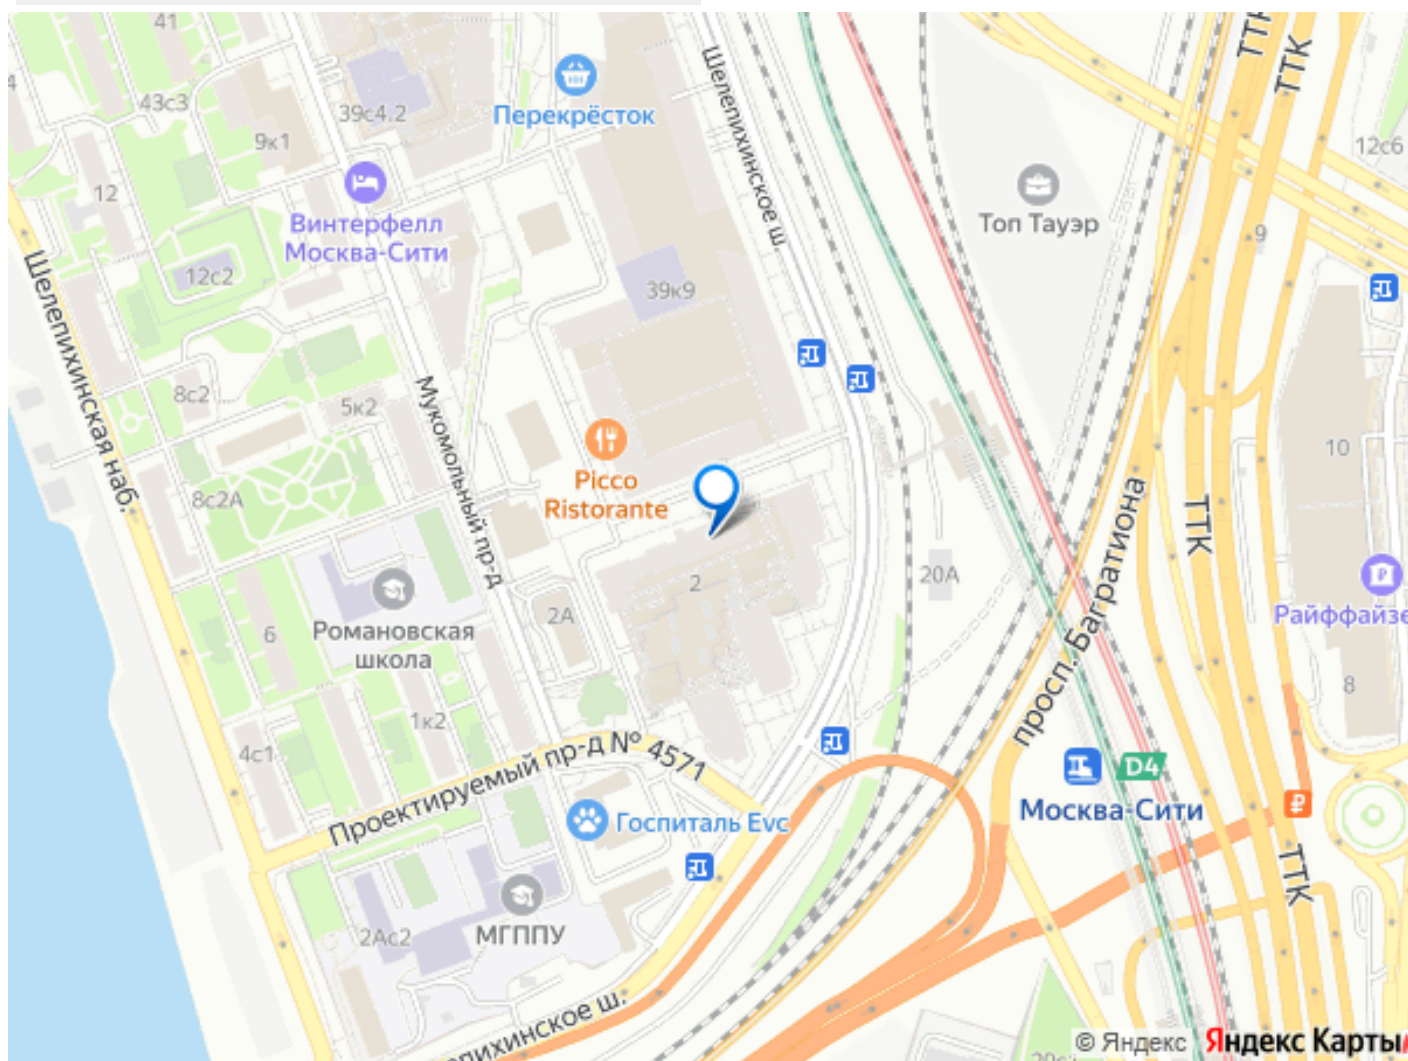 41
Шелепихинское ш.
ТТК
ТТК
43с3
39с4.2
Перекрёсток
9к1
12с6
12
Винтерфелл
Москва-Сити
Топ Тауэр
9
12с2
39к9
Шелепихинская наб.
8с2
5к2
Мукомольный пр-д
10
Picco
Ristorante
8с2А
просп. Багратиона
ТТК
2
20А
2А
Райффайзе
6
Романовская
школа
8
1к2
4с1
Проектируемый пр-д № 4571
D4
Москва-Сити
Госпиталь Evc
ТТК
2Ас2
МГППУ
лепихинское ш.
© Яндекс
Яндекс Карты